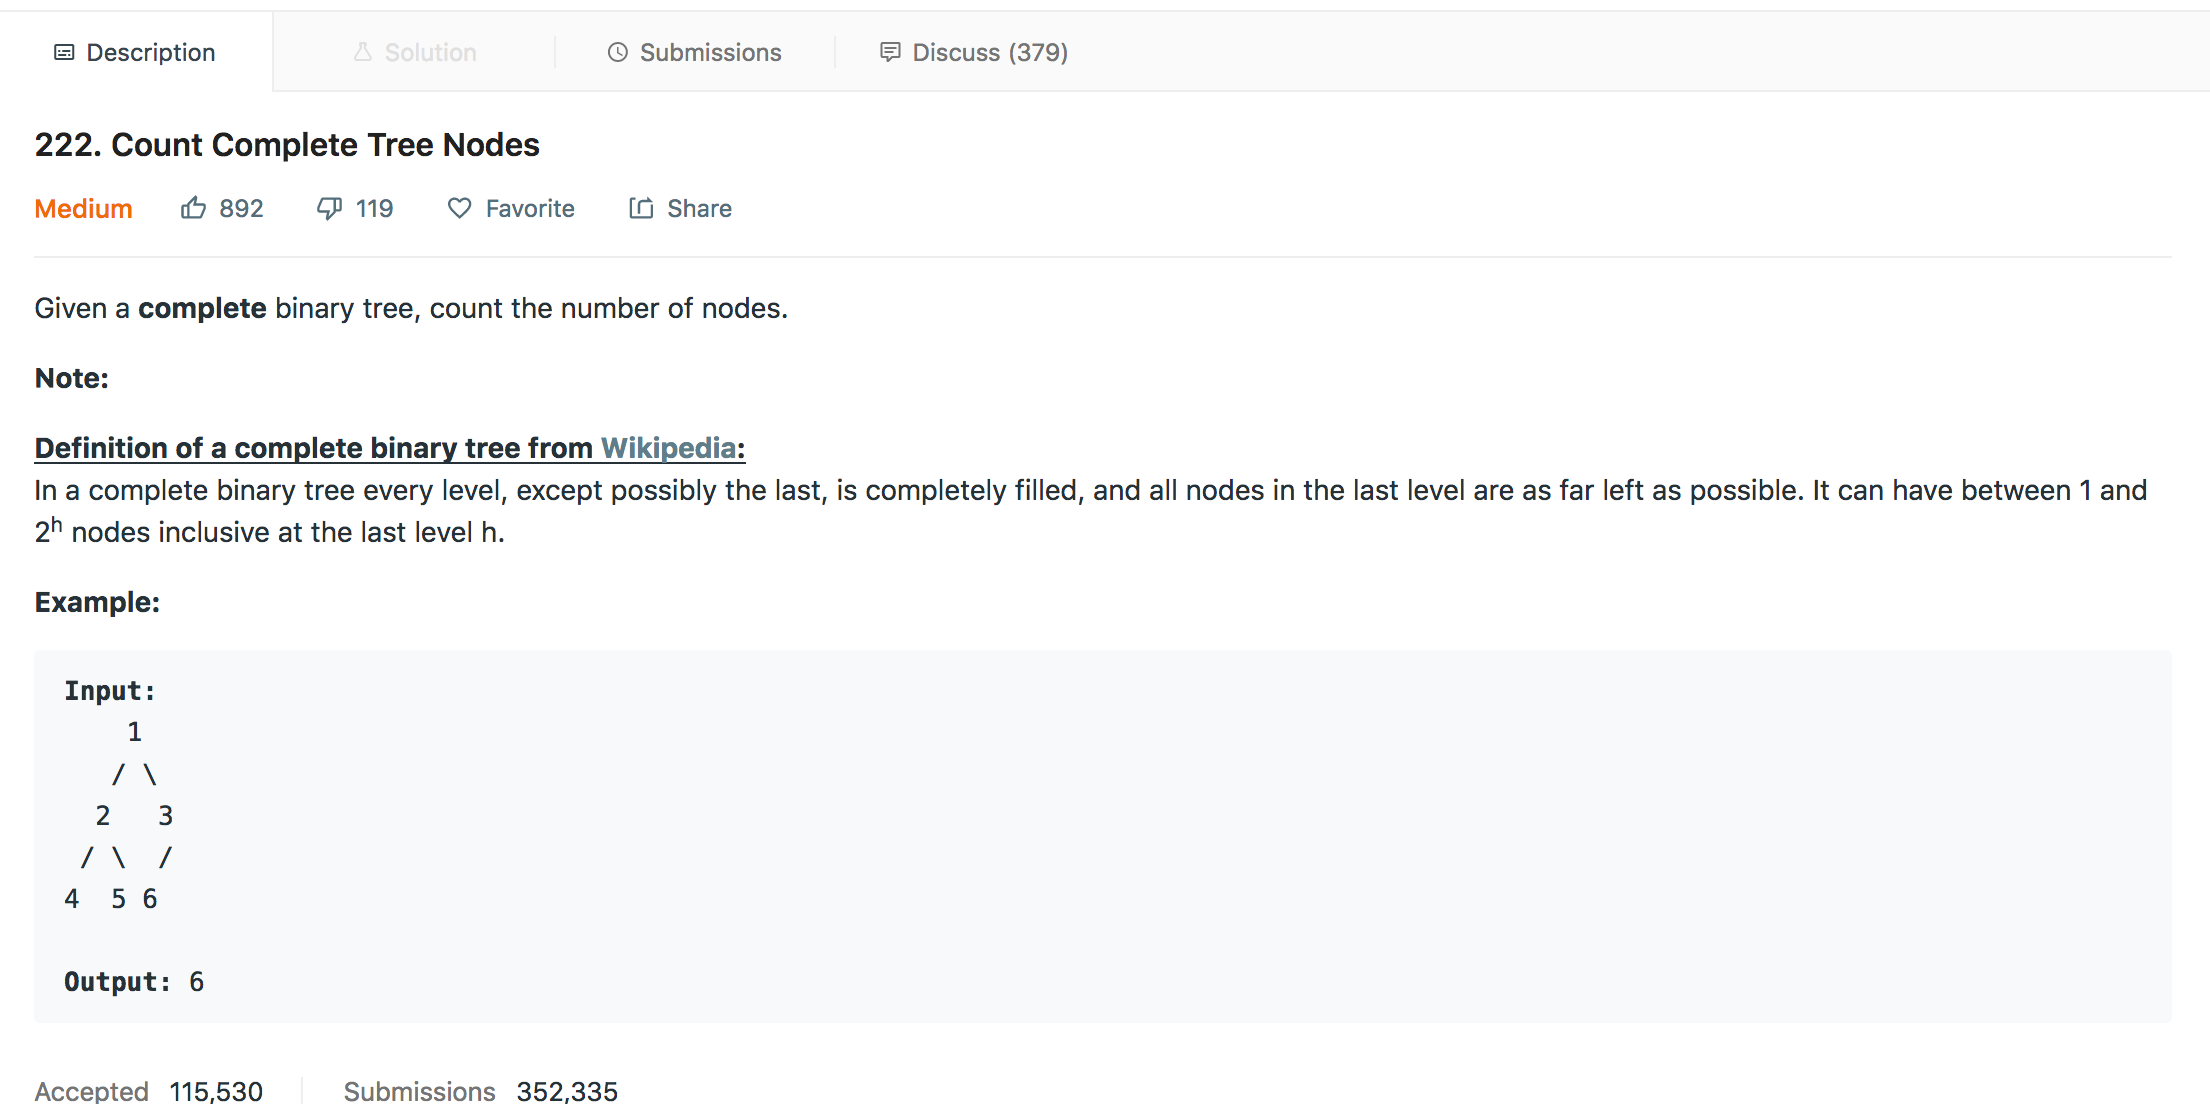 Description Solution Submissions Discuss (379)
222. Count Complete Tree Nodes
Medium 892 119 Favorite Share
Given a complete binary tree, count the number of nodes.
Note:
Definition of a complete binary tree from Wikipedia:
In a complete binary tree every level, except possibly the last, is completely filled, and all nodes in the last level are as far left as possible. It can have between 1 and
2^h nodes inclusive at the last level h.
Example:
Input:
    1
   / \
  2   3
 / \  /
4  5 6
Output: 6
Accepted 115,530 Submissions 352,335